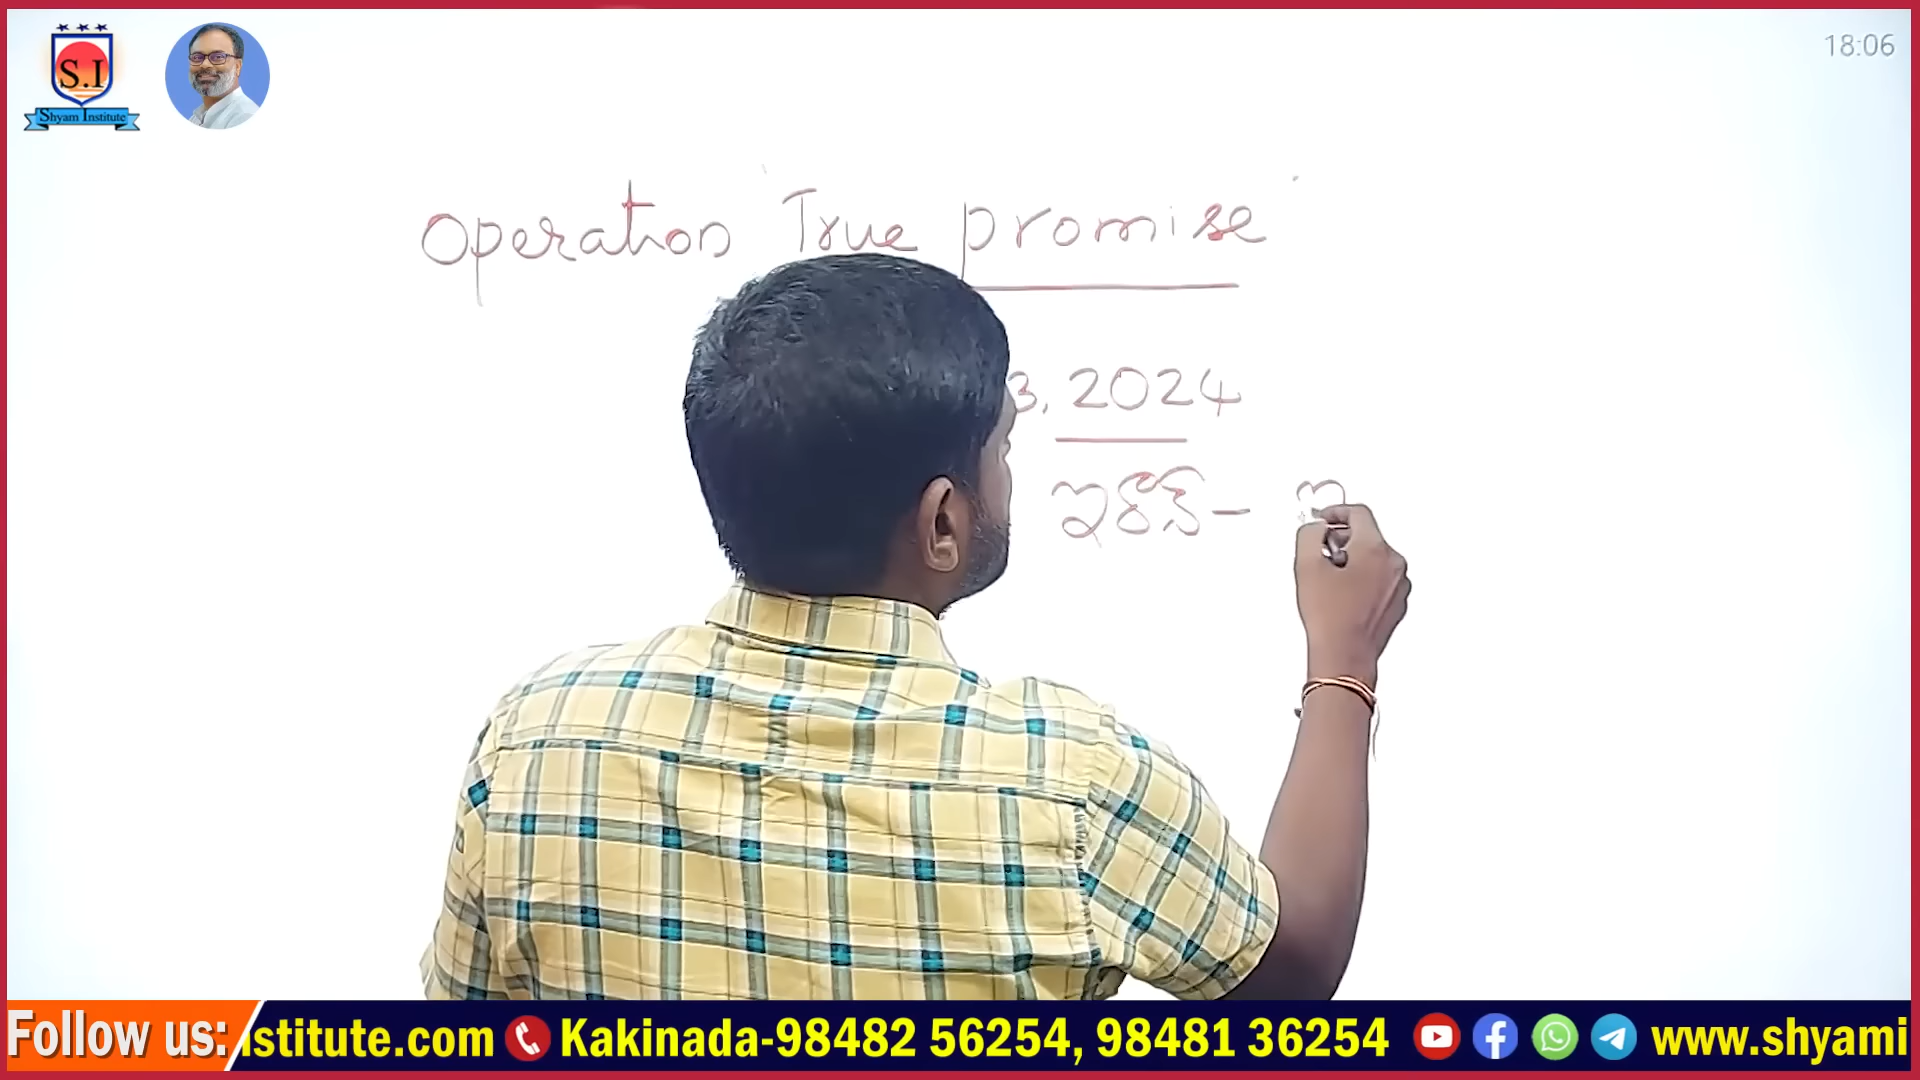 S.I
Shyam Institute
18:06
Operation "True promise"
3, 2024
ఇరాన్ -
Follow us:
stitute.com Kakinada-98482 56254, 98481 36254 www.shyami